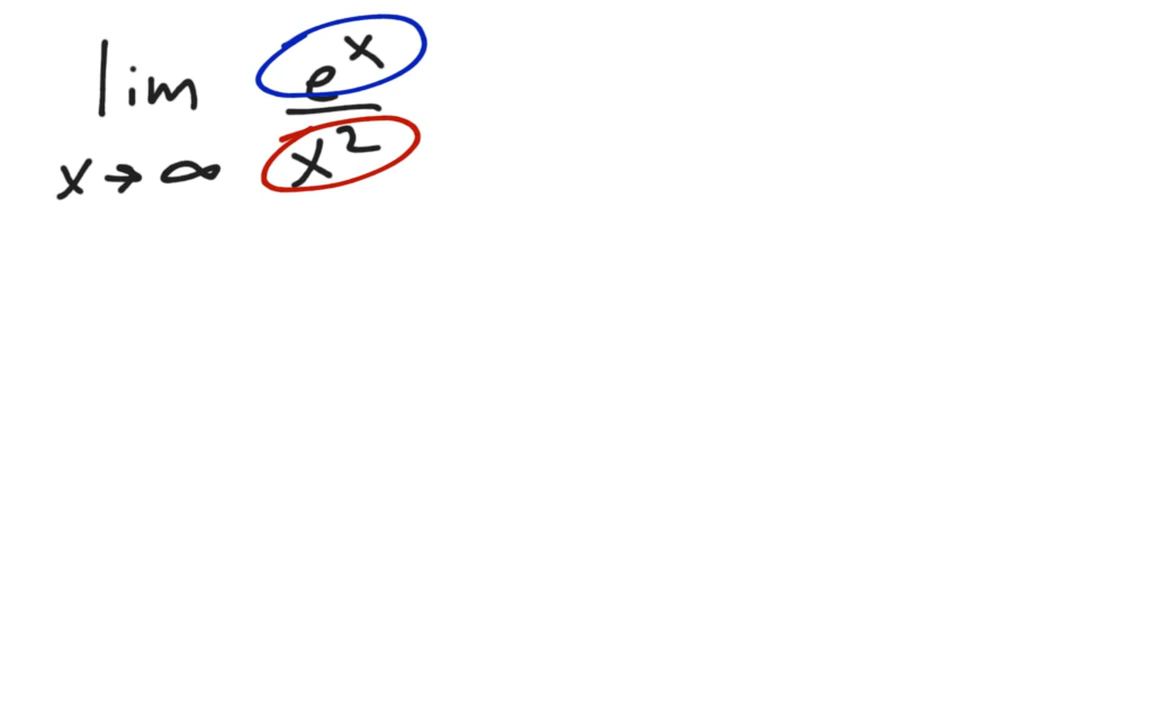 lim e^x / x^2
x → ∞